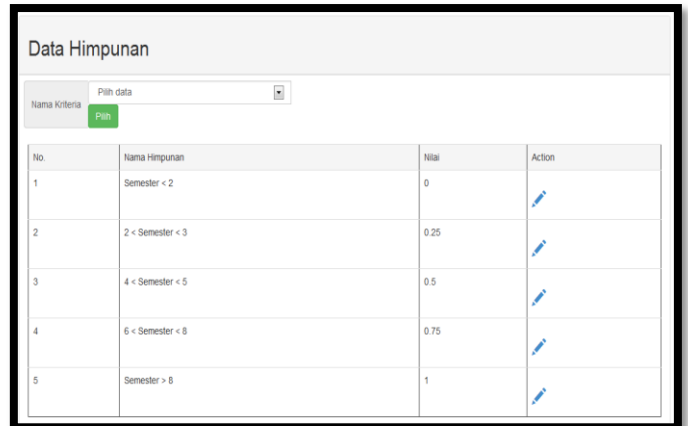 Data Himpunan
Pilih data
Nama Kriteria
Pilih
No. Nama Himpunan Nilai Action
1 Semester < 2 0
2 2 < Semester < 3 0.25
3 4 < Semester < 5 0.5
4 6 < Semester < 8 0.75
5 Semester > 8 1